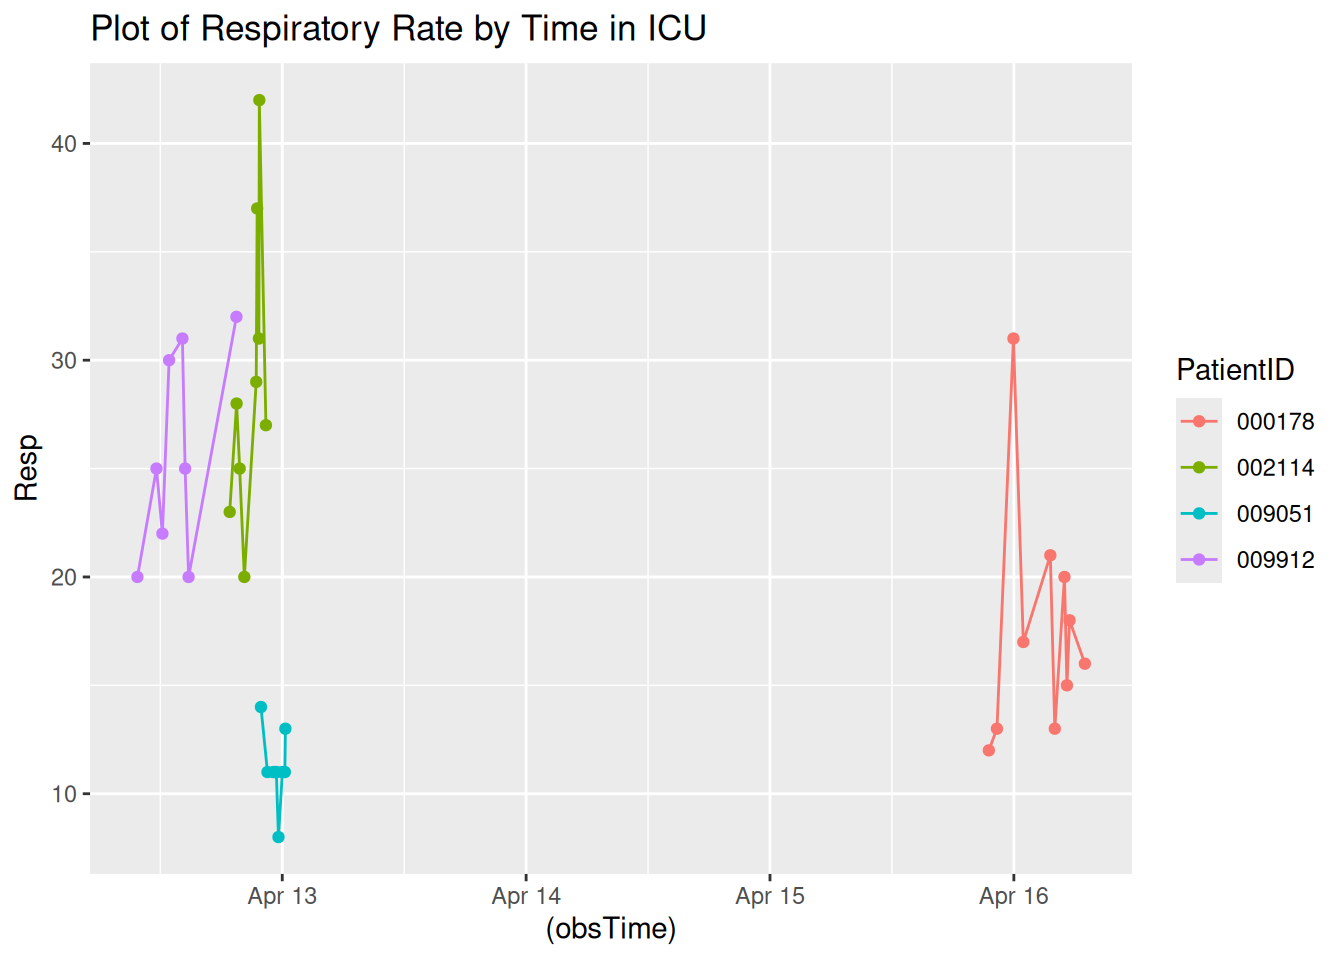 Plot of Respiratory Rate by Time in ICU
Resp
40
30
20
10
Apr 13
Apr 14
Apr 15
Apr 16
(obsTime)
PatientID
000178
002114
009051
009912